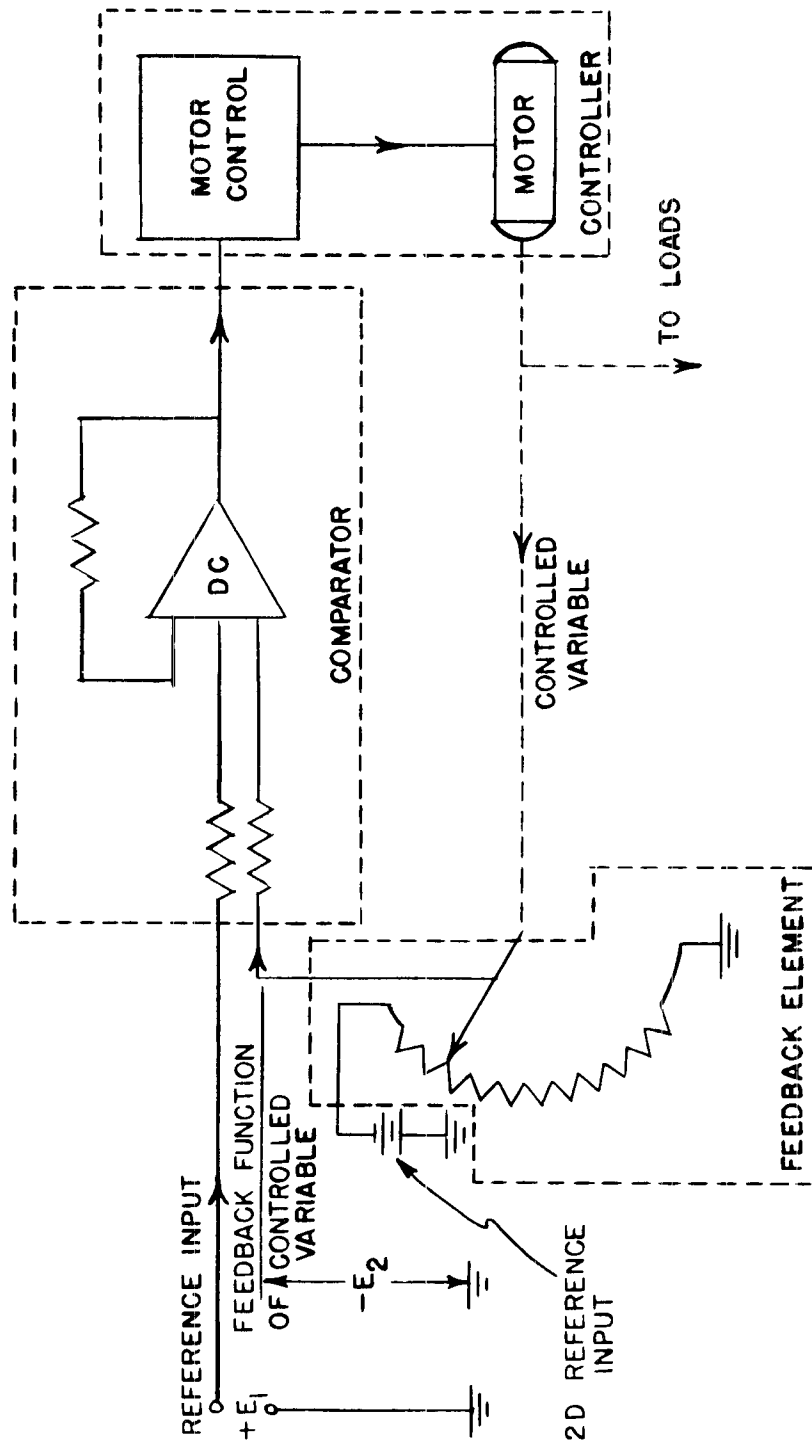 REFERENCE INPUT
+E1
FEEDBACK FUNCTION
OF CONTROLLED
VARIABLE
-E2
2D REFERENCE
INPUT
FEEDBACK ELEMENT
DC
COMPARATOR
CONTROLLED
VARIABLE
MOTOR
CONTROL
MOTOR
CONTROLLER
TO LOADS